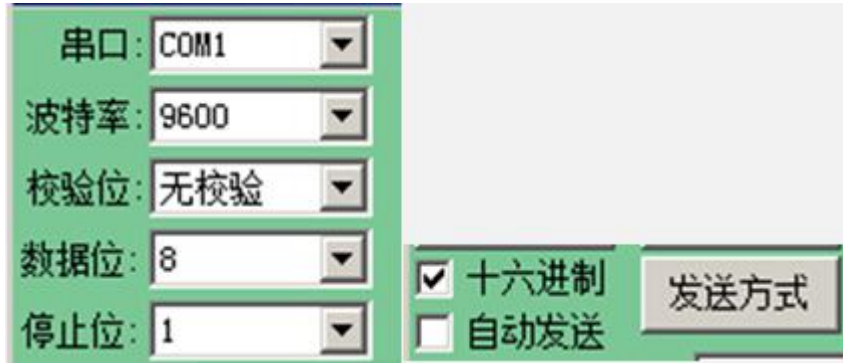 串口: COM1
波特率: 9600
校验位: 无校验
数据位: 8
停止位: 1
十六进制
自动发送
发送方式